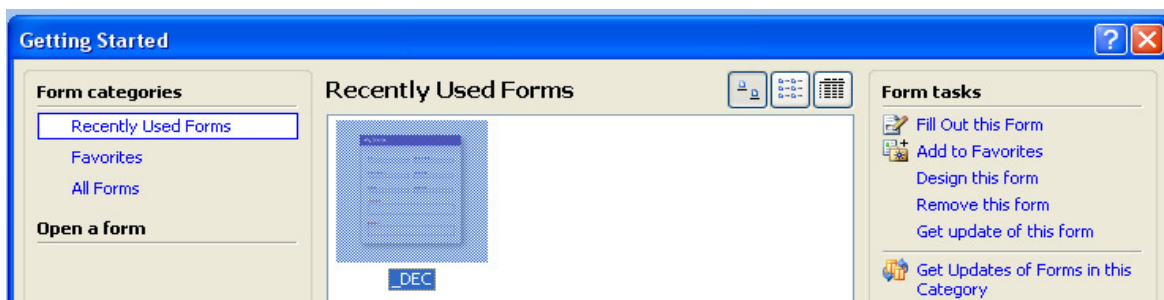 Getting Started
Form categories
Recently Used Forms
Favorites
All Forms
Open a form
Recently Used Forms
_DEC
Form tasks
Fill Out this Form
Add to Favorites
Design this form
Remove this form
Get update of this form
Get Updates of Forms in this
Category